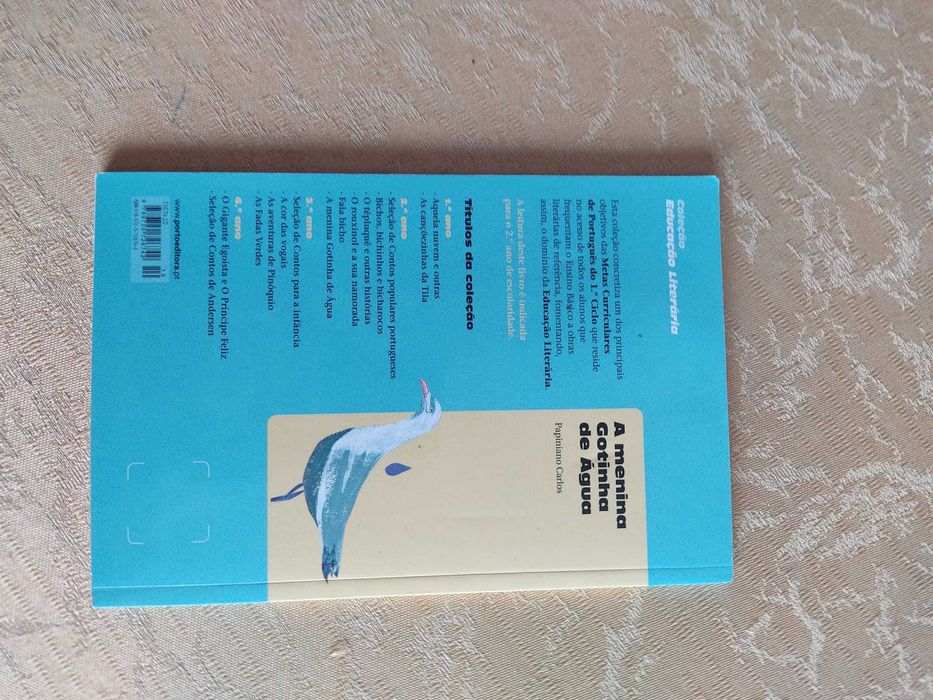 Coleção
Educação Literária
Esta coleção concretiza um dos principais
objetivos das Metas Curriculares
de Português do 1.º Ciclo que reside
no acesso de todos os alunos que
frequentam o Ensino Básico a obras
literárias de referência, fomentando,
assim, o domínio da Educação Literária.
A leitura deste livro é indicada
para o 2.º ano de escolaridade.
Títulos da coleção
1.º ano
· Aquela nuvem e outras
· As cançõezinhas da Tila
2.º ano
· Seleção de Contos populares portugueses
· Bichos, bichinhos e bicharocos
· O têpluquê e outras histórias
· O rouxinol e a sua namorada
· Fala bicho
· A menina Gotinha de Água
3.º ano
· Seleção de Contos para a infância
· A cor das vogais
· As aventuras de Pinóquio
· As Fadas Verdes
4.º ano
· O Gigante Egoísta e O Príncipe Feliz
· Seleção de Contos de Andersen
www.portoeditora.pt
A menina
Gotinha
de Água
Papiniano Carlos